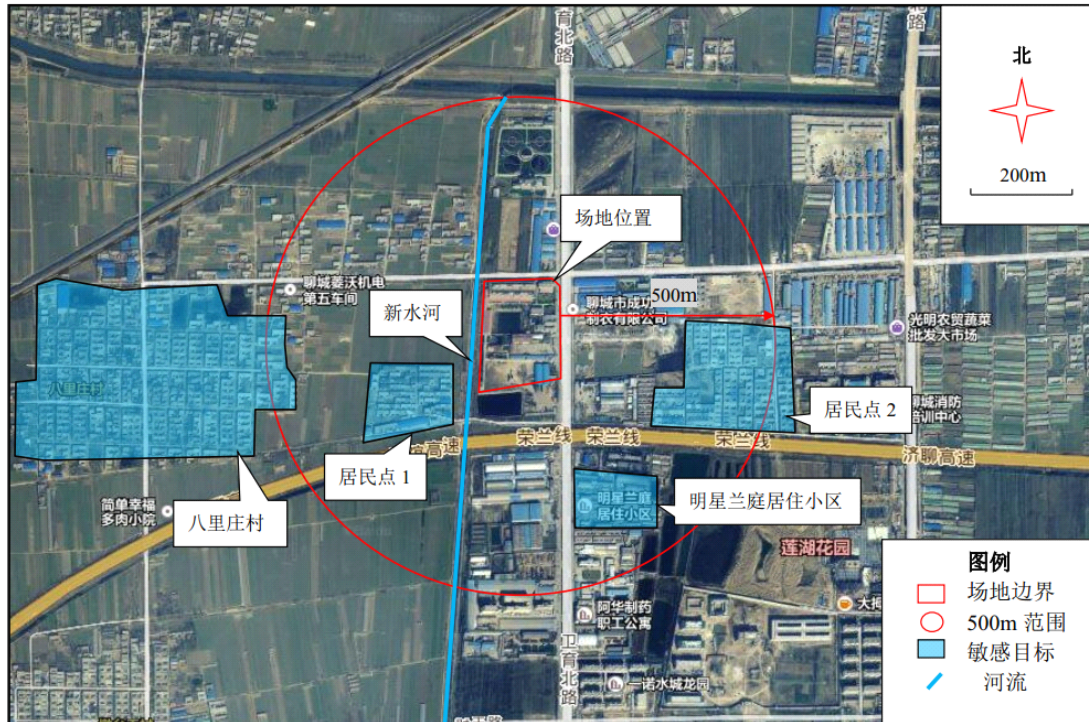 育北路
北路
北
200m
场地位置
聊城菱沃机电
第五车间
新水河
500m
聊城市成功
制衣有限公司
光明农贸蔬菜
批发大市场
八里庄村
居民点 2
聊城消防
培训中心
荣兰线
荣兰线
荣兰线
济聊高速
居民点 1
简单幸福
多肉小院
八里庄村
明星兰庭
居住小区
明星兰庭居住小区
莲湖花园
阿华制药
职工公寓
卫育北路
一诺水城龙园
图例
场地边界
500m 范围
敏感目标
河流